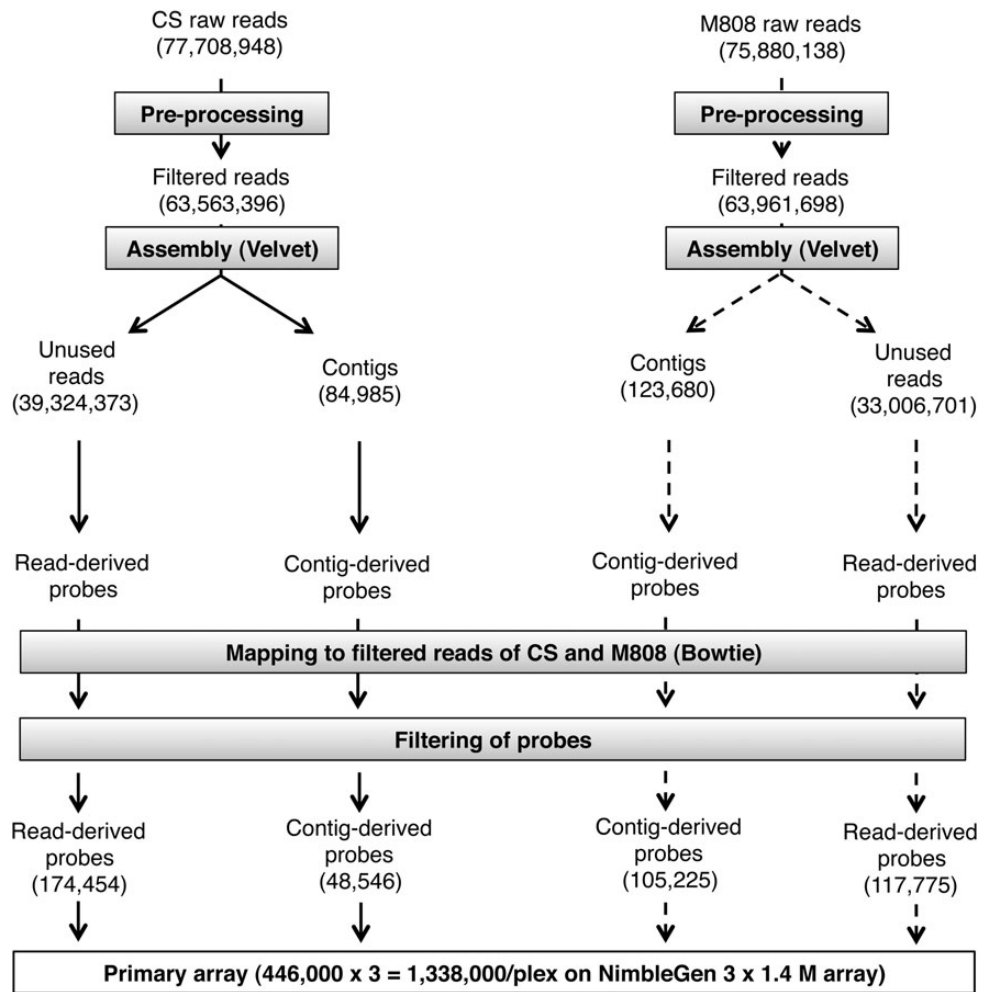 CS raw reads
(77,708,948)
M808 raw reads
(75,880,138)
Pre-processing
Pre-processing
Filtered reads
(63,563,396)
Filtered reads
(63,961,698)
Assembly (Velvet)
Assembly (Velvet)
Unused
reads
(39,324,373)
Contigs
(84,985)
Contigs
(123,680)
Unused
reads
(33,006,701)
Read-derived
probes
Contig-derived
probes
Contig-derived
probes
Read-derived
probes
Mapping to filtered reads of CS and M808 (Bowtie)
Filtering of probes
Read-derived
probes
(174,454)
Contig-derived
probes
(48,546)
Contig-derived
probes
(105,225)
Read-derived
probes
(117,775)
Primary array (446,000 x 3 = 1,338,000/plex on NimbleGen 3 x 1.4 M array)